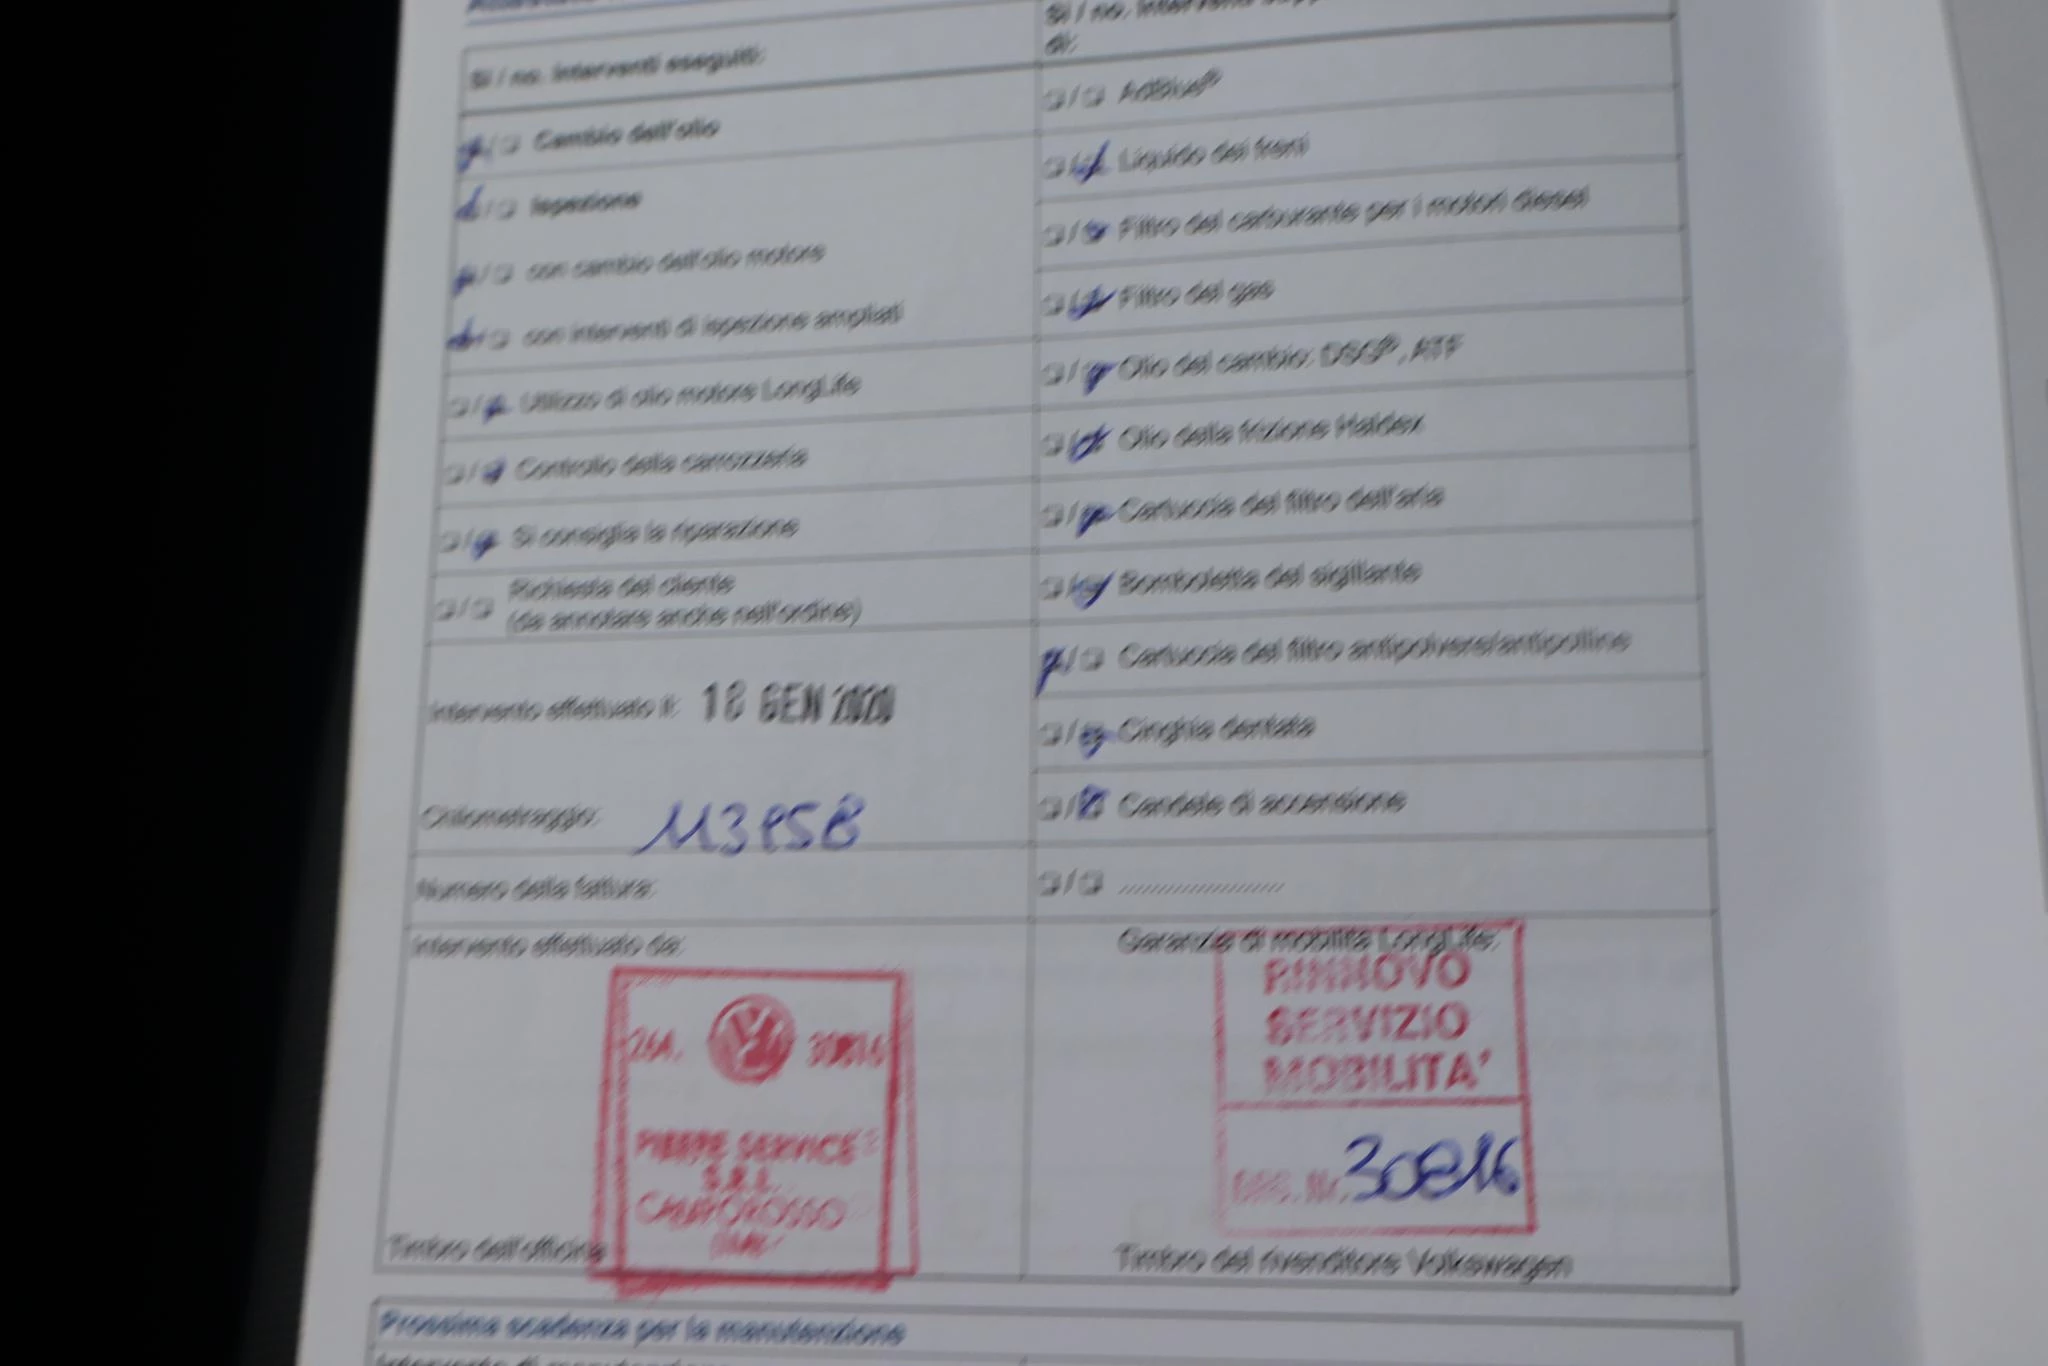 Si / no. Interventi eseguiti:
Cambio dell'olio
Ispezione
con cambio dell'olio motore
con interventi di ispezione ampliati
Utilizzo di olio motore LongLife
Controllo della carrozzeria
Si consiglia la riparazione
Richiesta del cliente
(da annotare anche nell'ordine)
Intervento effettuato il: GEN 2020
Chilometraggio:
Numero della fattura:
Intervento effettuato da:
264. 30816
PIERRE SERVICE
S.R.L.
CAMPOROSSO
(IM)
Timbro dell'officina
Si / no. Interventi
di:
AdBlue®
Liquido dei freni
Filtro del carburante per i motori diesel
Filtro del gas
Olio del cambio: DSG®, ATF
Olio della frizione Haldex
Cartuccia del filtro dell'aria
Bomboletta del sigillante
Cartuccia del filtro antipolvere/antipolline
Cinghia dentata
Candele di accensione
Garanzia di mobilità LongLife:
RINNOVO
SERVIZIO
MOBILITA'
30816
Timbro del rivenditore Volkswagen
Prossima scadenza per la manutenzione